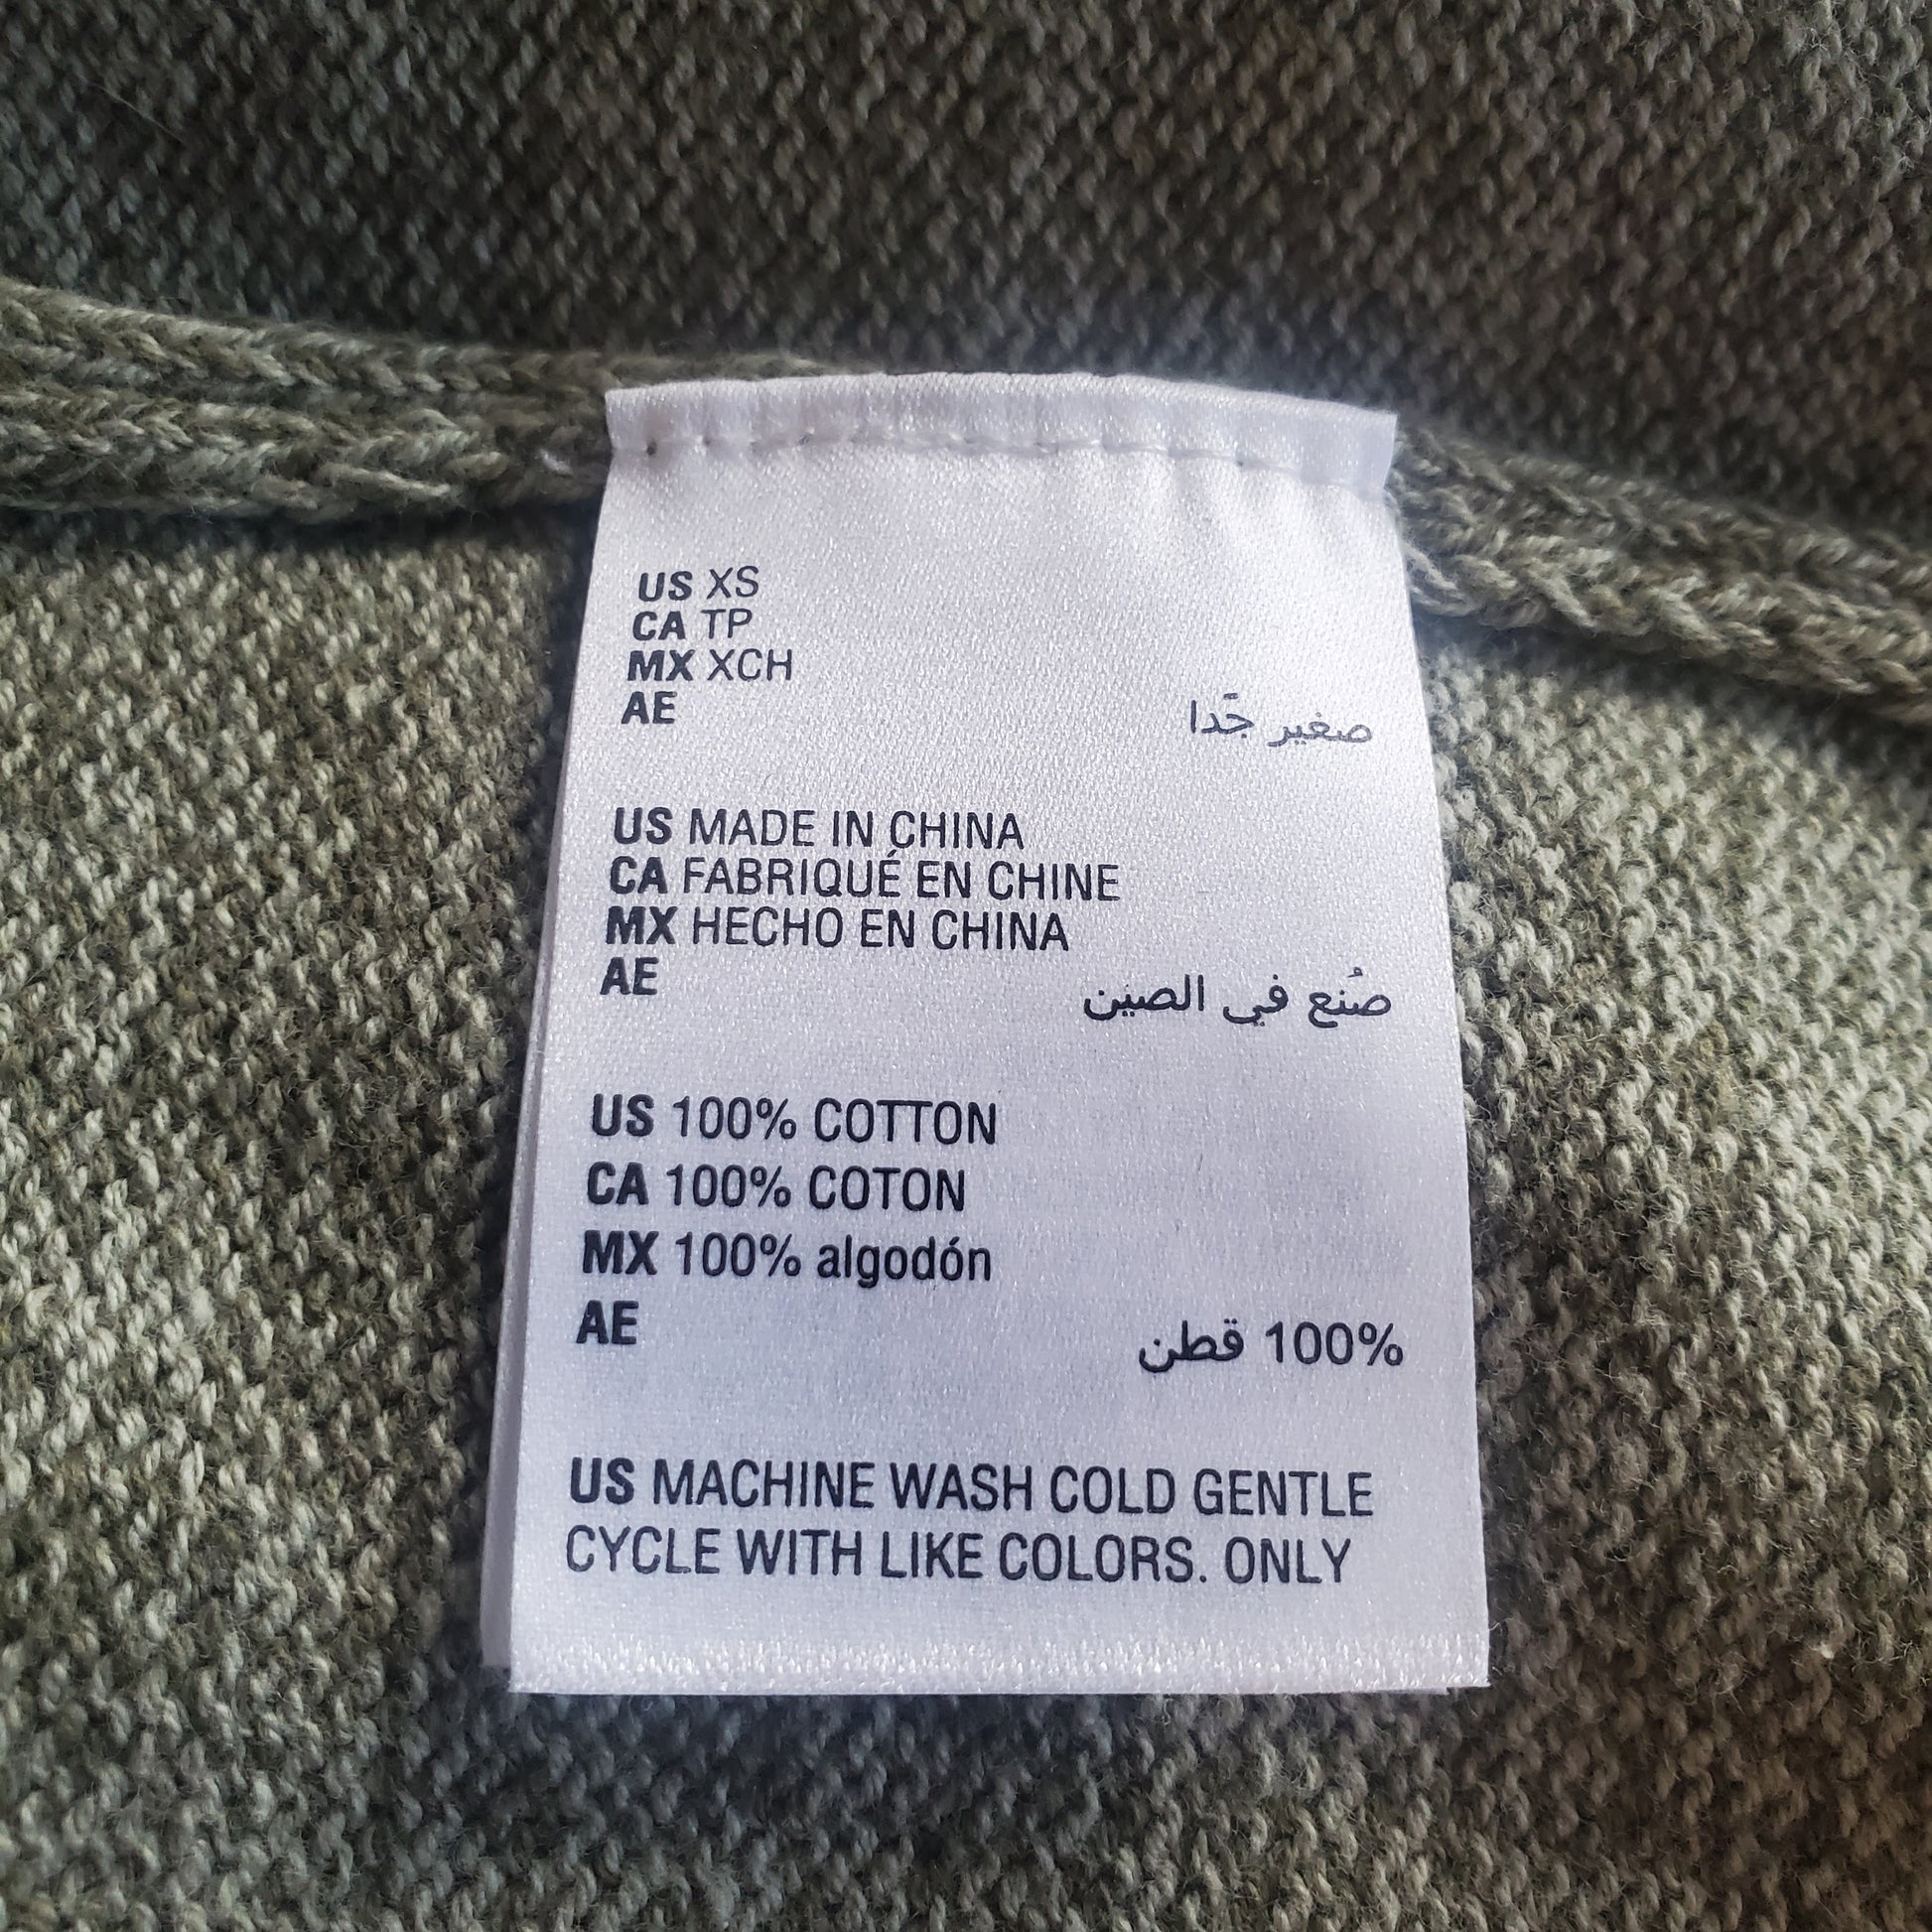 US XS
CA TP
MX XCH
AE صغير جّدا
US MADE IN CHINA
CA FABRIQUÉ EN CHINE
MX HECHO EN CHINA
AE صُنع في الصين
US 100% COTTON
CA 100% COTON
MX 100% algodón
AE 100% قطن
US MACHINE WASH COLD GENTLE
CYCLE WITH LIKE COLORS. ONLY